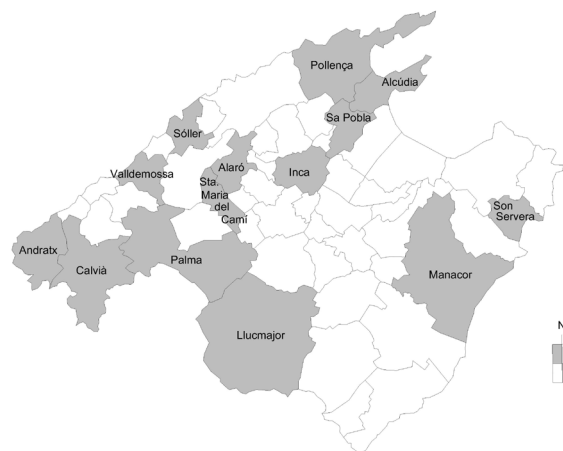 Pollença
Alcúdia
Sa Pobla
Sóller
Alaró
Valldemossa
Inca
Sta.
Maria
del
Camí
Son
Servera
Andratx
Calvià
Palma
Manacor
Llucmajor
N